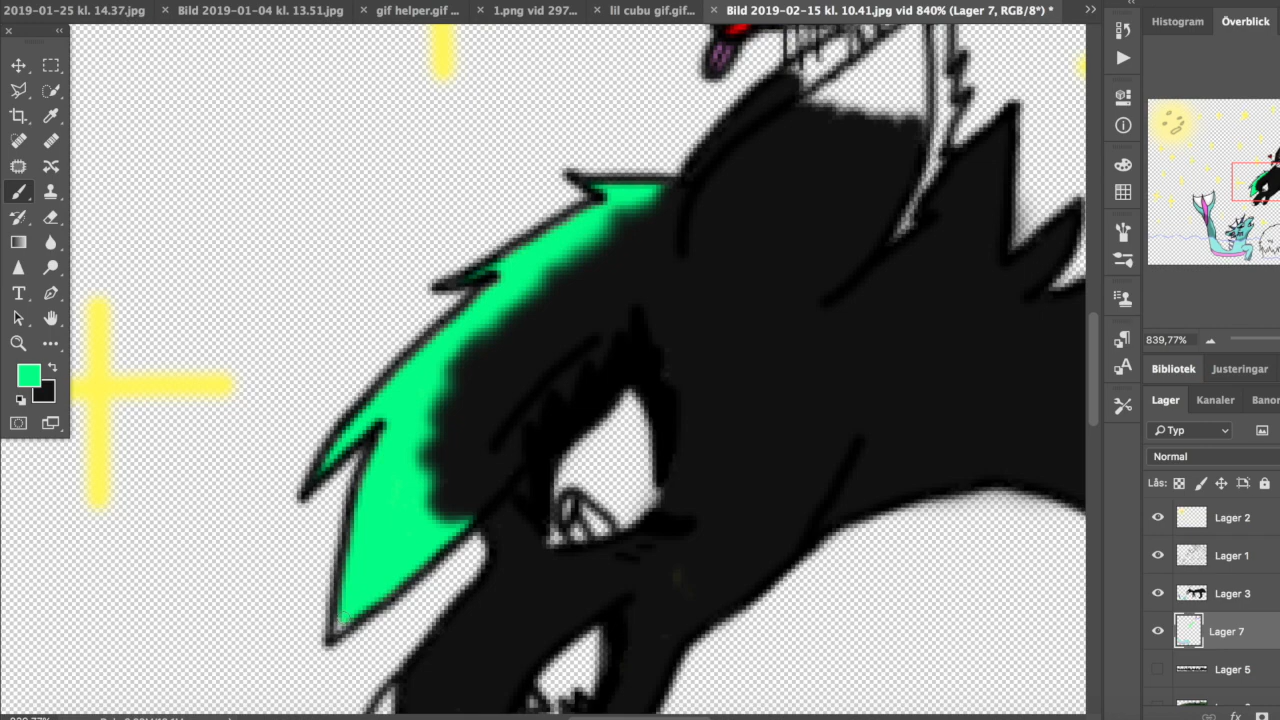 2019-01-25 kl. 14.37.jpg
Bild 2019-01-04 kl. 13.51.jpg
gif helper.gif ...
1.png vid 297...
lil cubu gif.gif...
Bild 2019-02-15 kl. 10.41.jpg vid 840% (Lager 7, RGB/8*) *
Histogram Överblick
839,77%
Bibliotek Justeringar
Lager Kanaler Banor
Typ
Normal
Lås:
Lager 2
Lager 1
Lager 3
Lager 7
Lager 5
fx